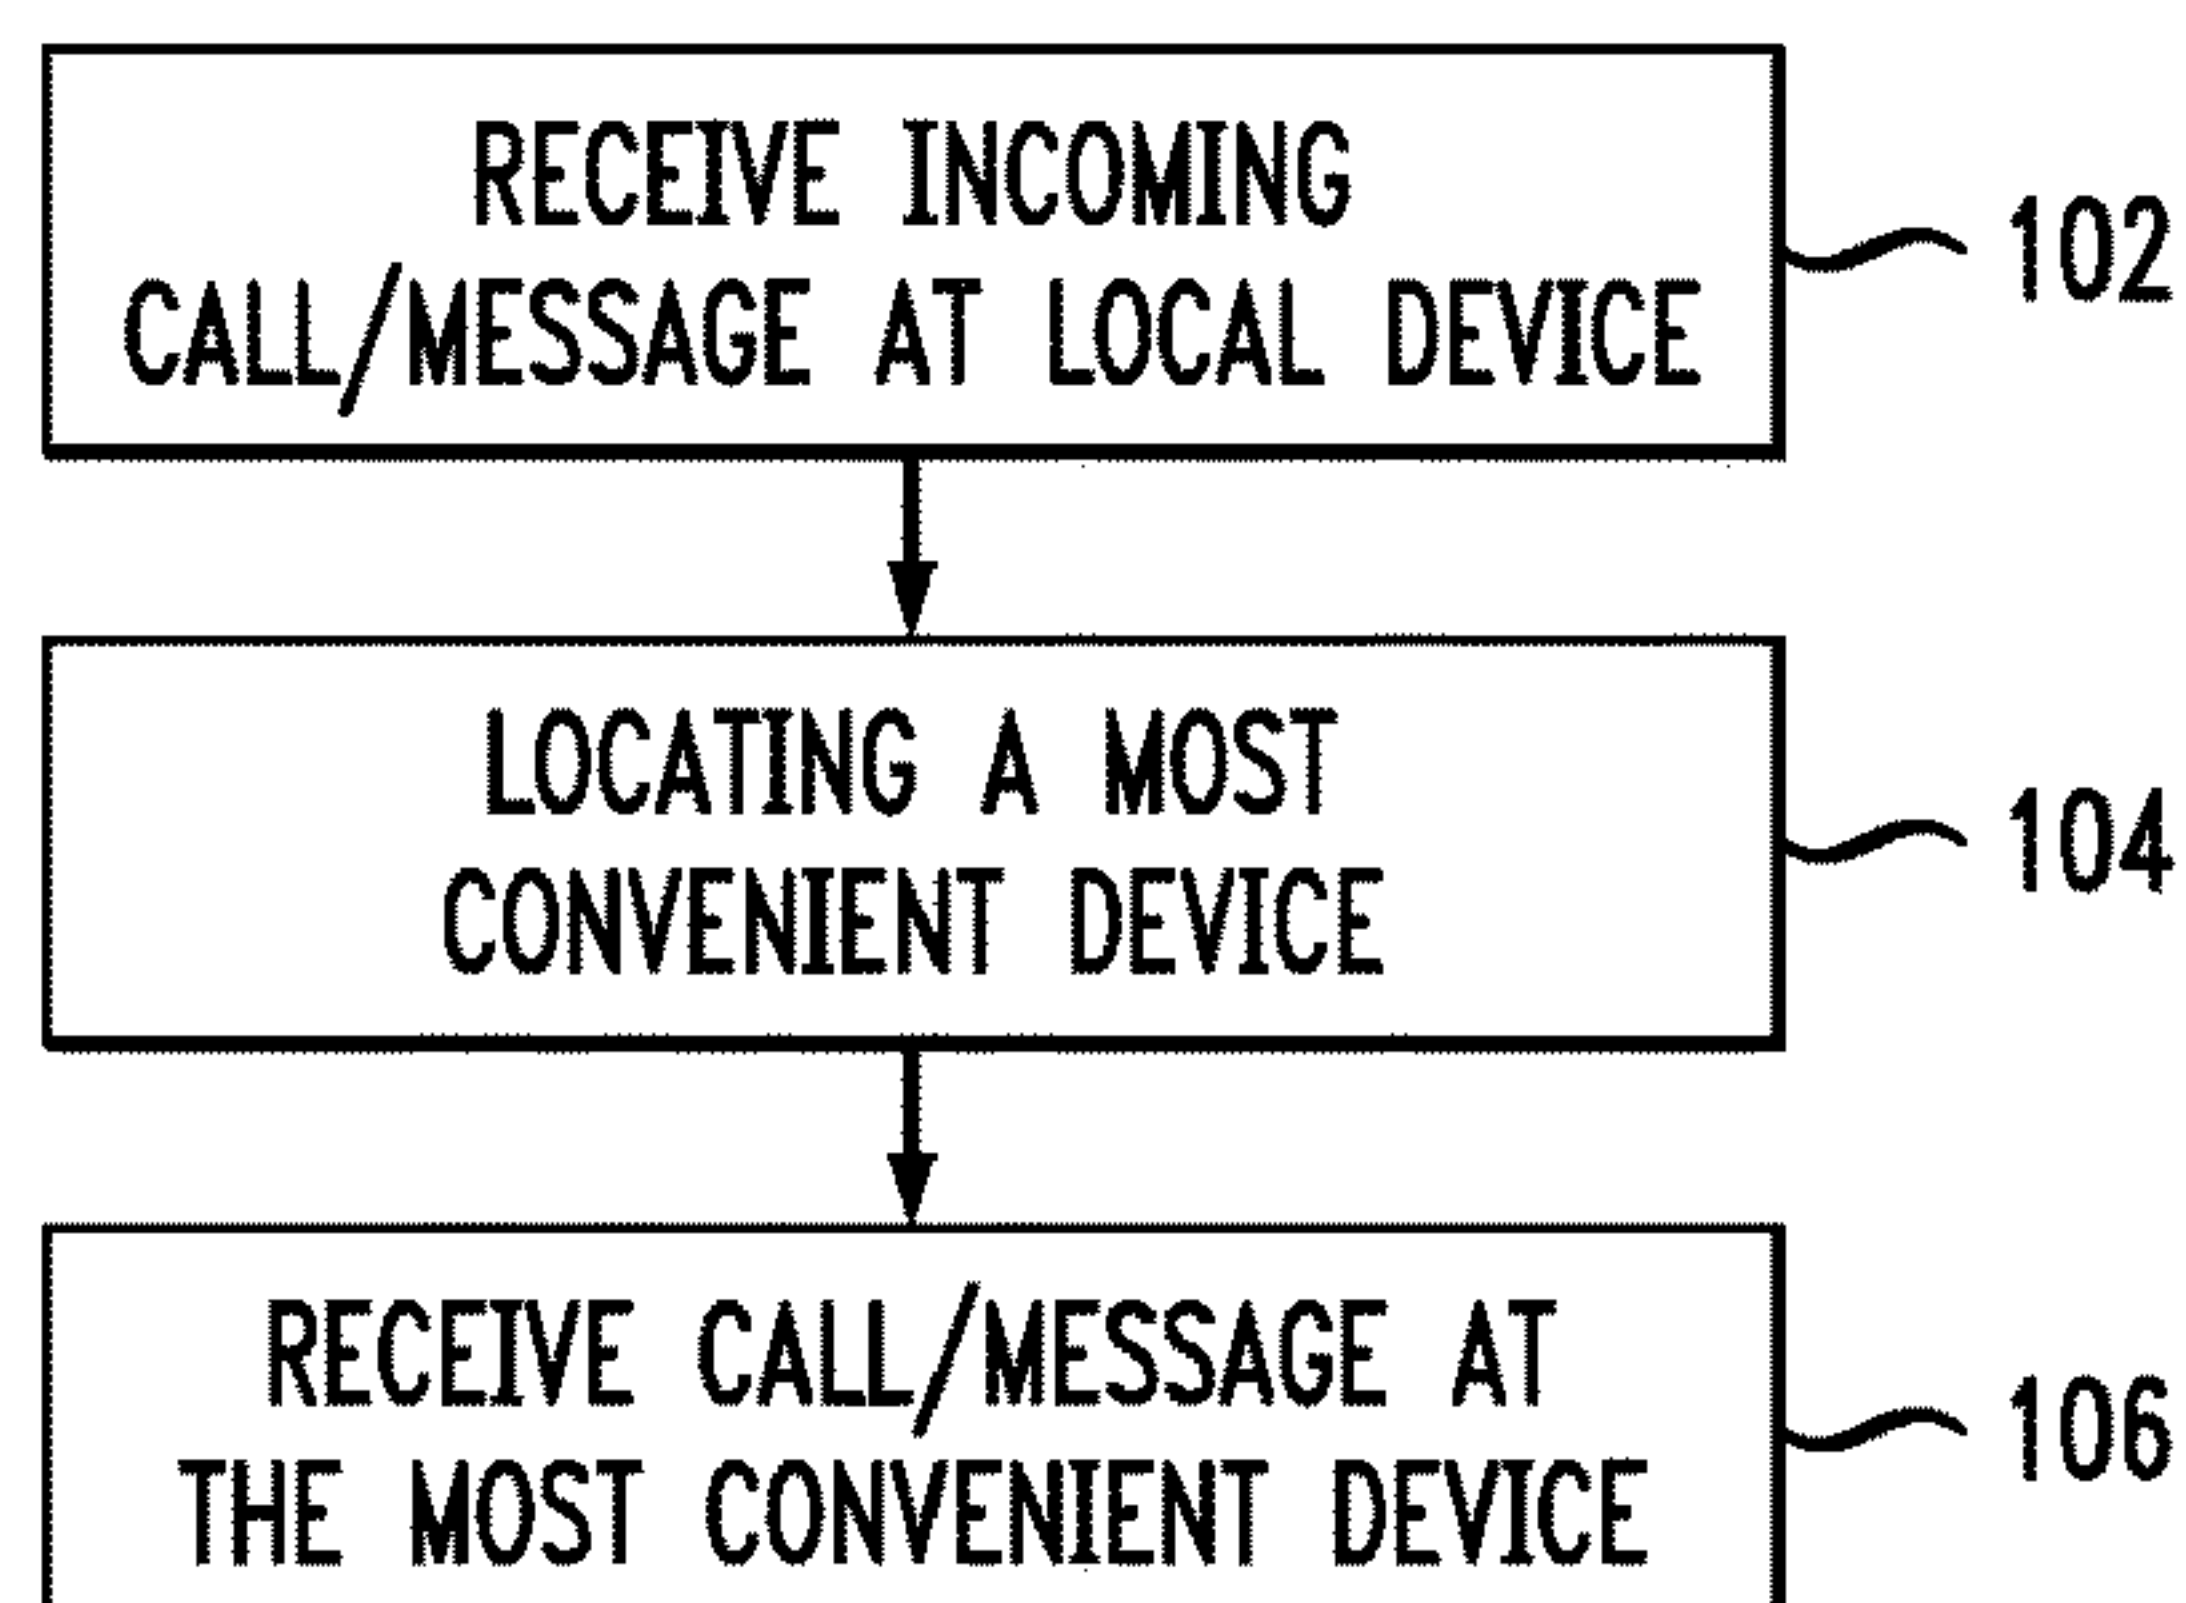 RECEIVE INCOMING
CALL/MESSAGE AT LOCAL DEVICE
102
LOCATING A MOST
CONVENIENT DEVICE
104
RECEIVE CALL/MESSAGE AT
THE MOST CONVENIENT DEVICE
106